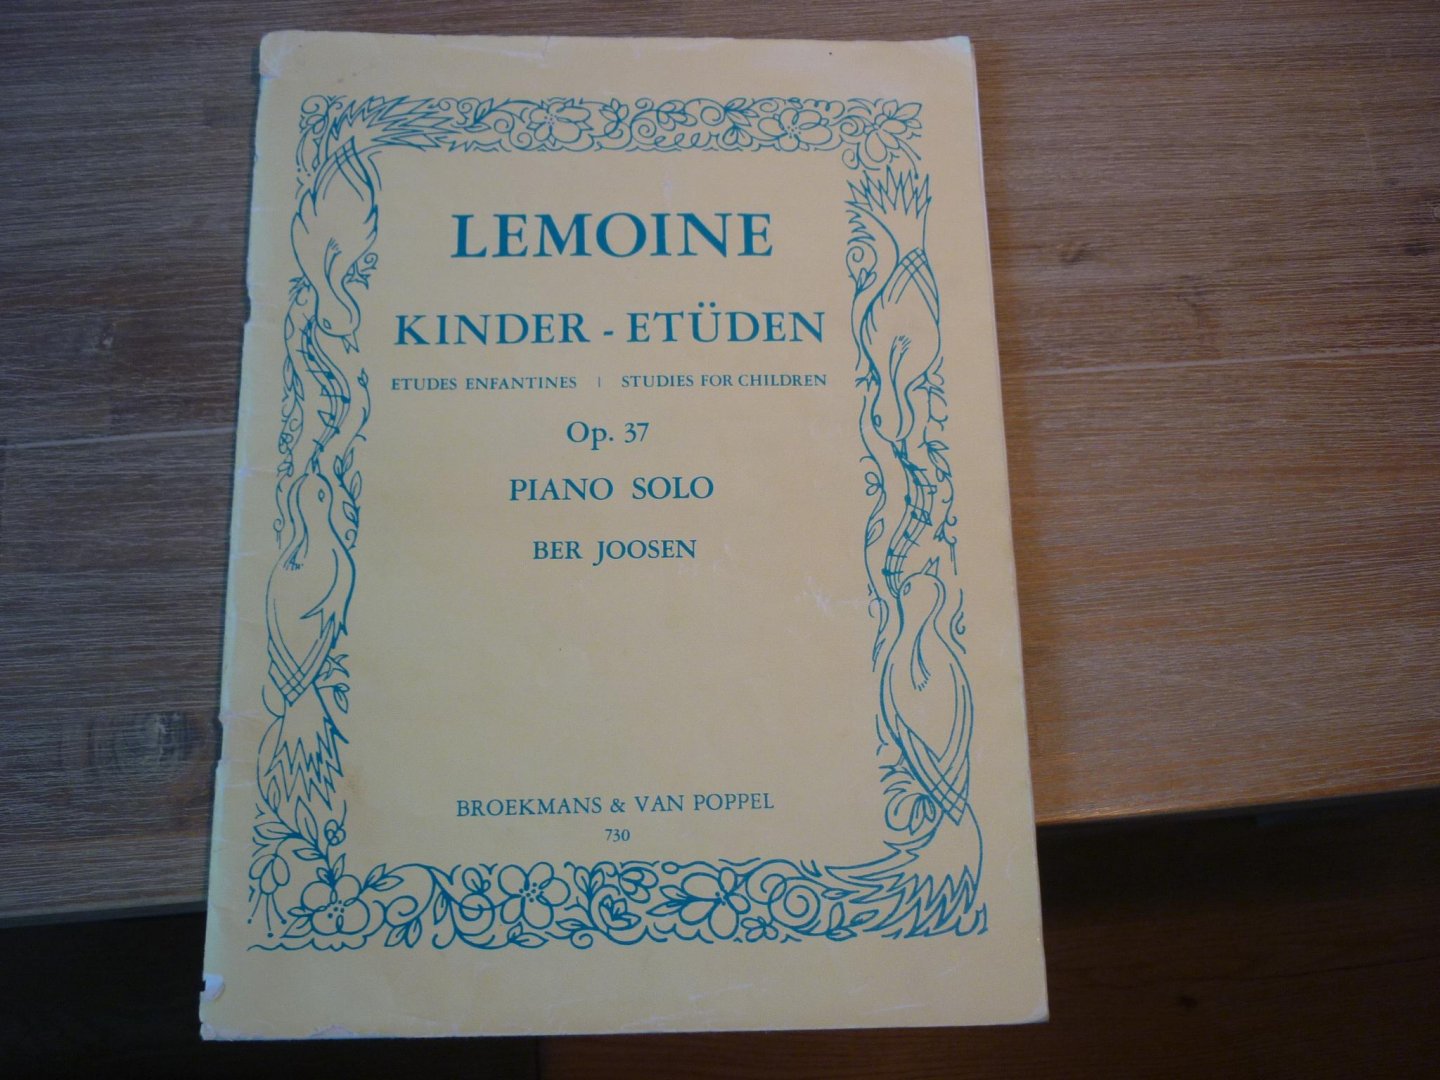 LEMOINE
KINDER - ETÜDEN
ETUDES ENFANTINES | STUDIES FOR CHILDREN
Op. 37
PIANO SOLO
BER JOOSEN
BROEKMANS & VAN POPPEL
730